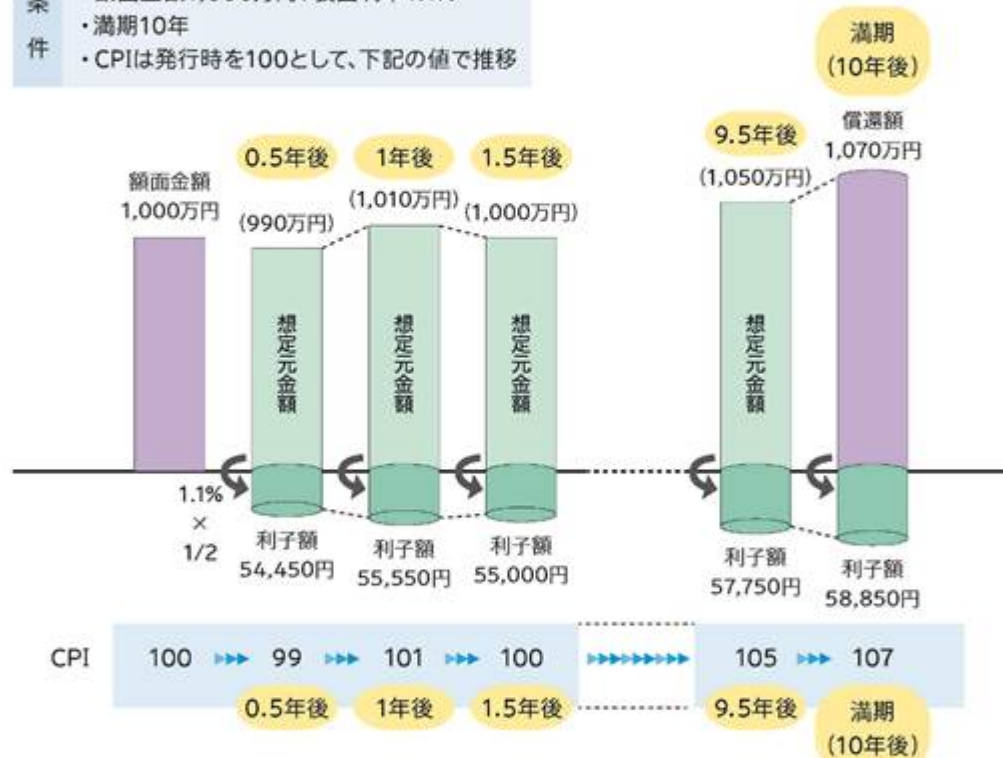 件
・満期10年
・CPIは発行時を100として、下記の値で推移
満期
(10年後)
償還額
1,070万円
0.5年後
1年後
1.5年後
9.5年後
額面金額
1,000万円
(990万円)
(1,010万円)
(1,000万円)
(1,050万円)
想定元金額
想定元金額
想定元金額
想定元金額
1.1%
×
1/2
利子額
54,450円
利子額
55,550円
利子額
55,000円
利子額
57,750円
利子額
58,850円
CPI 100 99 101 100 105 107
0.5年後 1年後 1.5年後 9.5年後 満期
(10年後)